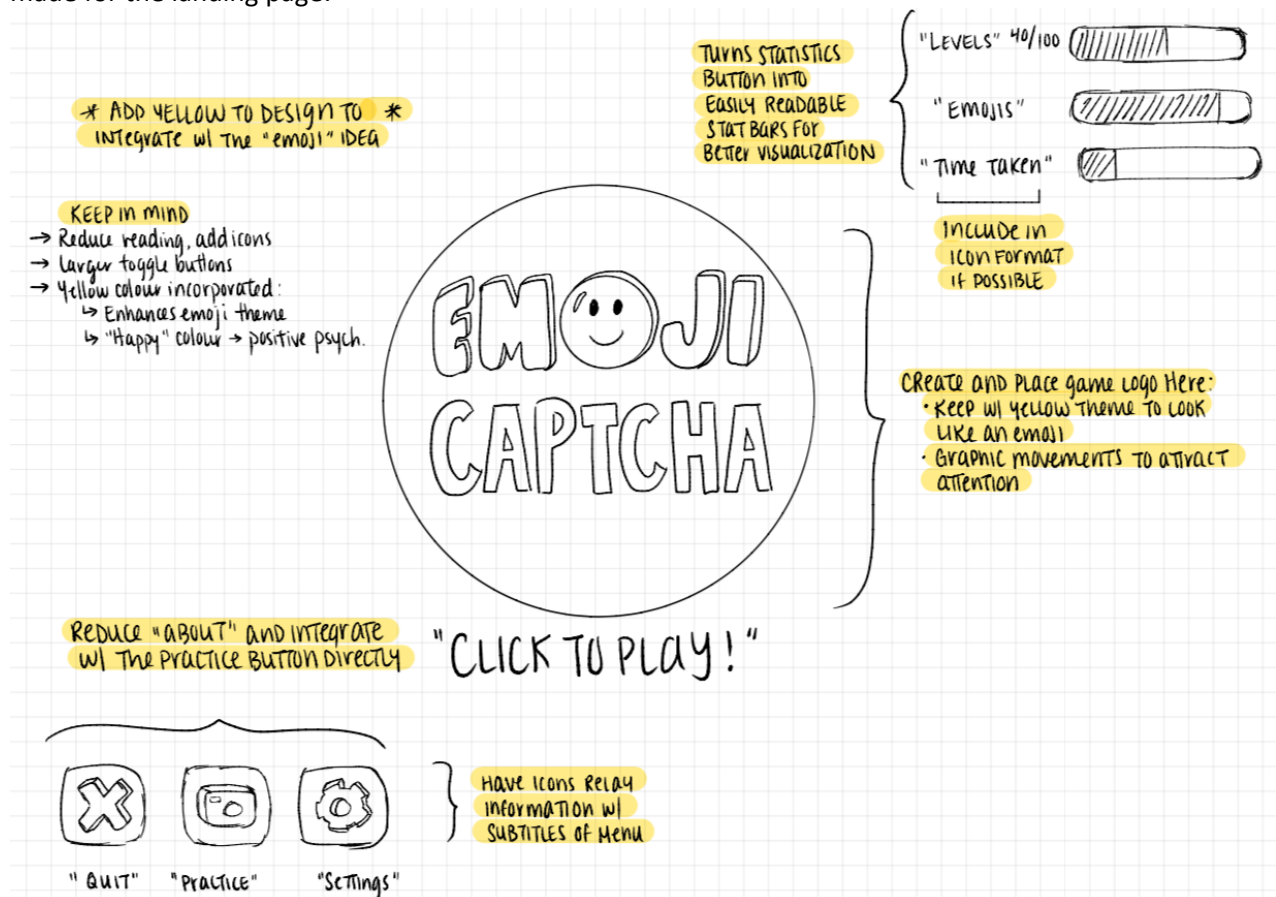 made for the landing page.
"LEVELS" 40/100
"EMOJIS"
"TIME TAKEN"
TURNS STATISTICS
BUTTON INTO
EASILY READABLE
STAT BARS FOR
BETTER VISUALIZATION
INCLUDE IN
ICON FORMAT
IF POSSIBLE
* ADD YELLOW TO DESIGN TO *
INTEGRATE W/ THE "EMOJI" IDEA
KEEP IN MIND
→ Reduce reading, add icons
→ Larger toggle buttons
→ Yellow colour incorporated:
↳ Enhances emoji theme
↳ "Happy" colour → positive psych.
EMOJI
CAPTCHA
CREATE AND PLACE GAME LOGO HERE:
• KEEP W/ YELLOW THEME TO LOOK
LIKE AN EMOJI
• GRAPHIC MOVEMENTS TO ATTRACT
ATTENTION
REDUCE "ABOUT" AND INTEGRATE
W/ THE PRACTICE BUTTON DIRECTLY
"CLICK TO PLAY!"
HAVE ICONS RELAY
INFORMATION W/
SUBTITLES OF MENU
"QUIT"
"PRACTICE"
"SETTINGS"